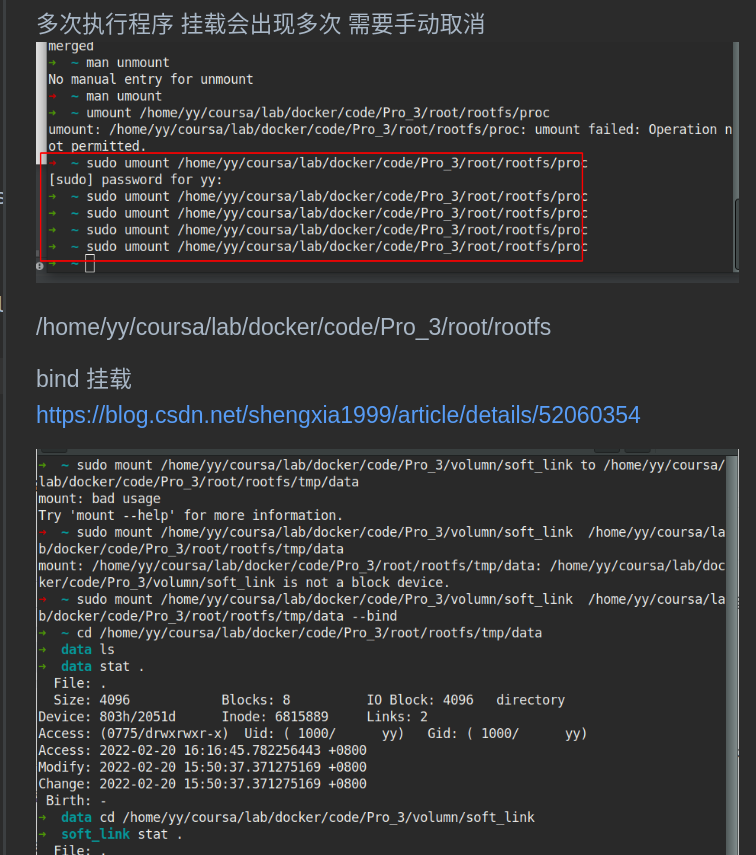 多次执行程序 挂载会出现多次 需要手动取消
merged
➜ ~ man unmount
No manual entry for unmount
➜ ~ man umount
➜ ~ umount /home/yy/coursa/lab/docker/code/Pro_3/root/rootfs/proc
umount: /home/yy/coursa/lab/docker/code/Pro_3/root/rootfs/proc: umount failed: Operation n
ot permitted.
➜ ~ sudo umount /home/yy/coursa/lab/docker/code/Pro_3/root/rootfs/proc
[sudo] password for yy:
➜ ~ sudo umount /home/yy/coursa/lab/docker/code/Pro_3/root/rootfs/proc
➜ ~ sudo umount /home/yy/coursa/lab/docker/code/Pro_3/root/rootfs/proc
➜ ~ sudo umount /home/yy/coursa/lab/docker/code/Pro_3/root/rootfs/proc
➜ ~ sudo umount /home/yy/coursa/lab/docker/code/Pro_3/root/rootfs/proc
➜ ~
/home/yy/coursa/lab/docker/code/Pro_3/root/rootfs
bind 挂载
https://blog.csdn.net/shengxia1999/article/details/52060354
➜ ~ sudo mount /home/yy/coursa/lab/docker/code/Pro_3/volumn/soft_link to /home/yy/coursa/
lab/docker/code/Pro_3/root/rootfs/tmp/data
mount: bad usage
Try 'mount --help' for more information.
➜ ~ sudo mount /home/yy/coursa/lab/docker/code/Pro_3/volumn/soft_link /home/yy/coursa/la
b/docker/code/Pro_3/root/rootfs/tmp/data
mount: /home/yy/coursa/lab/docker/code/Pro_3/root/rootfs/tmp/data: /home/yy/coursa/lab/doc
ker/code/Pro_3/volumn/soft_link is not a block device.
➜ ~ sudo mount /home/yy/coursa/lab/docker/code/Pro_3/volumn/soft_link /home/yy/coursa/la
b/docker/code/Pro_3/root/rootfs/tmp/data --bind
➜ ~ cd /home/yy/coursa/lab/docker/code/Pro_3/root/rootfs/tmp/data
➜ data ls
➜ data stat .
File: .
Size: 4096 Blocks: 8 IO Block: 4096 directory
Device: 803h/2051d Inode: 6815889 Links: 2
Access: (0775/drwxrwxr-x) Uid: ( 1000/ yy) Gid: ( 1000/ yy)
Access: 2022-02-20 16:16:45.782256443 +0800
Modify: 2022-02-20 15:50:37.371275169 +0800
Change: 2022-02-20 15:50:37.371275169 +0800
Birth: -
➜ data cd /home/yy/coursa/lab/docker/code/Pro_3/volumn/soft_link
➜ soft_link stat .
File: .